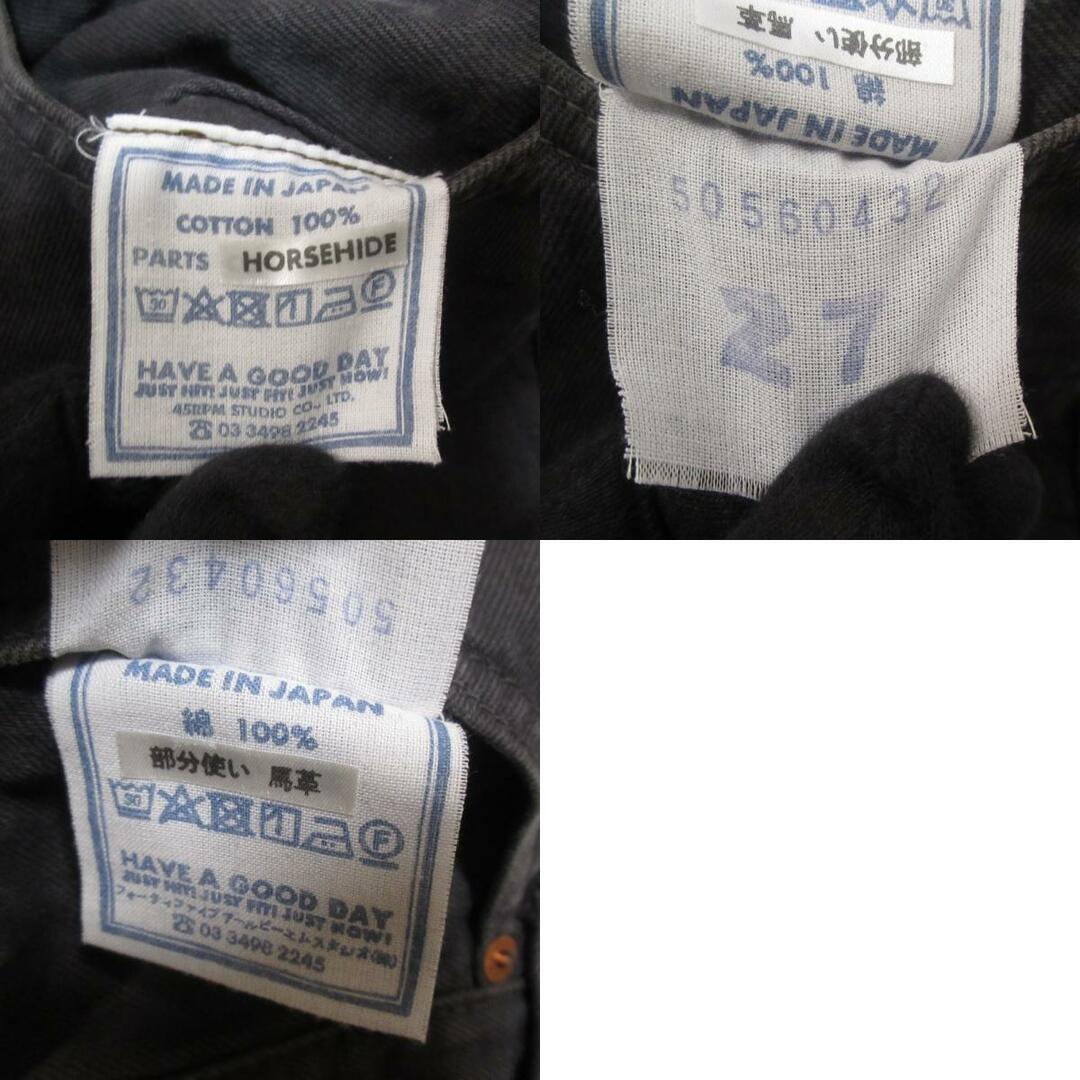 MADE IN JAPAN
COTTON 100%
PARTS HORSEHIDE
30
F
HAVE A GOOD DAY
JUST HIT! JUST FIT! JUST NOW!
45RPM STUDIO CO., LTD.
☎ 03 3498 2245
部分使い 馬革
綿 100%
MADE IN JAPAN
50560432
27
50560432
MADE IN JAPAN
綿 100%
部分使い 馬革
30
F
HAVE A GOOD DAY
JUST HIT! JUST FIT! JUST NOW!
フォーティファイブアールピーエムスタジオ(株)
☎ 03 3498 2245